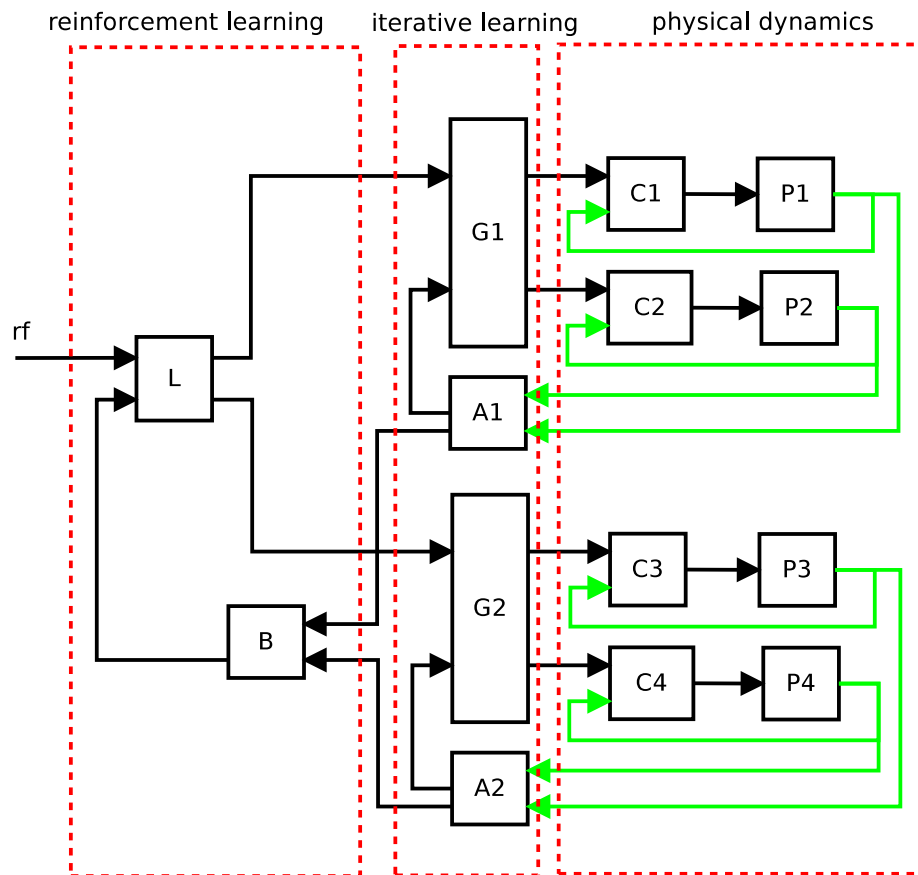 reinforcement learning
iterative learning
physical dynamics
rf
L
B
G1
A1
G2
A2
C1
P1
C2
P2
C3
P3
C4
P4